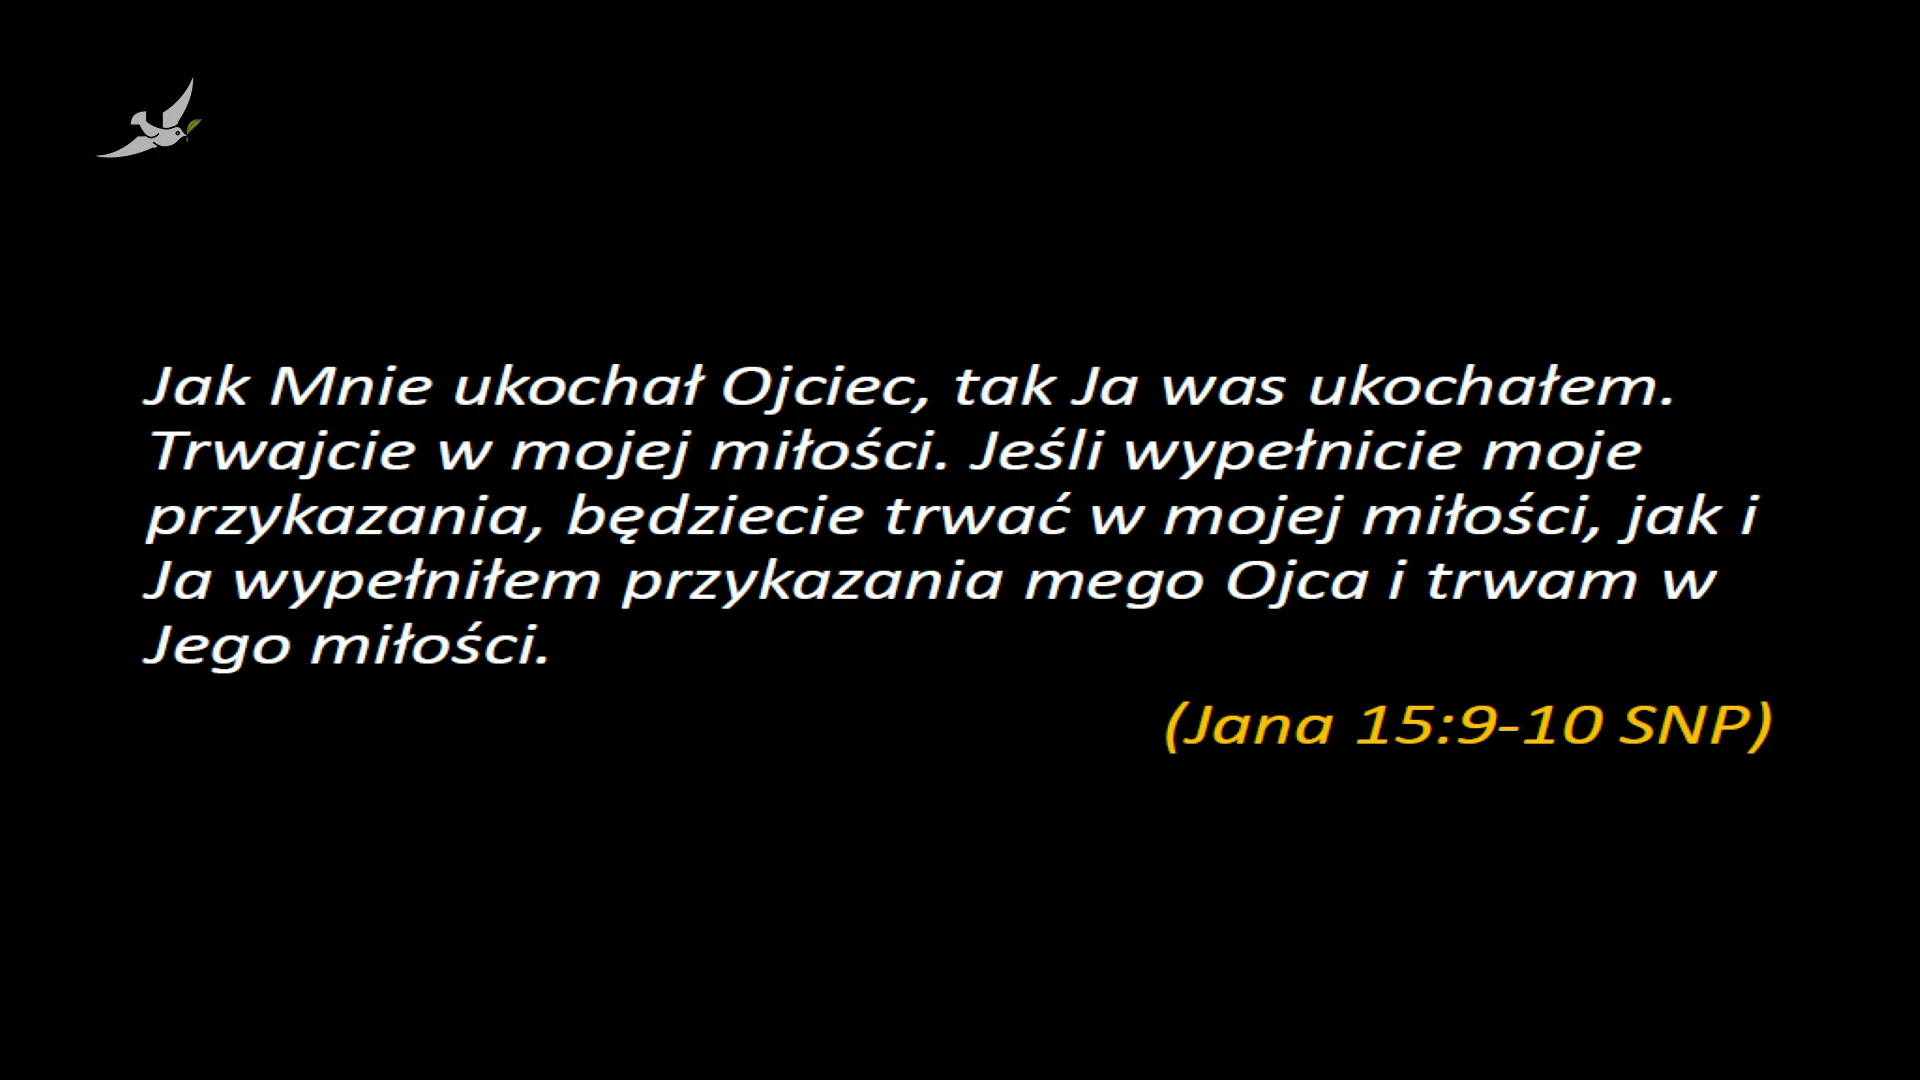 Jak Mnie ukochał Ojciec, tak Ja was ukochałem.
Trwajcie w mojej miłości. Jeśli wypełnicie moje
przykazania, będziecie trwać w mojej miłości, jak i
Ja wypełniłem przykazania mego Ojca i trwam w
Jego miłości.
(Jana 15:9-10 SNP)